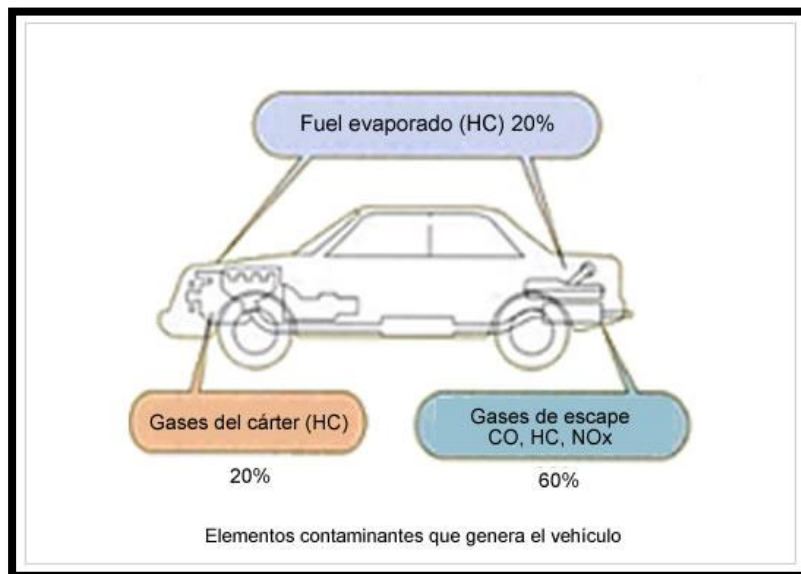 Fuel evaporado (HC) 20%
Gases del cárter (HC)
20%
Gases de escape
CO, HC, NOx
60%
Elementos contaminantes que genera el vehículo